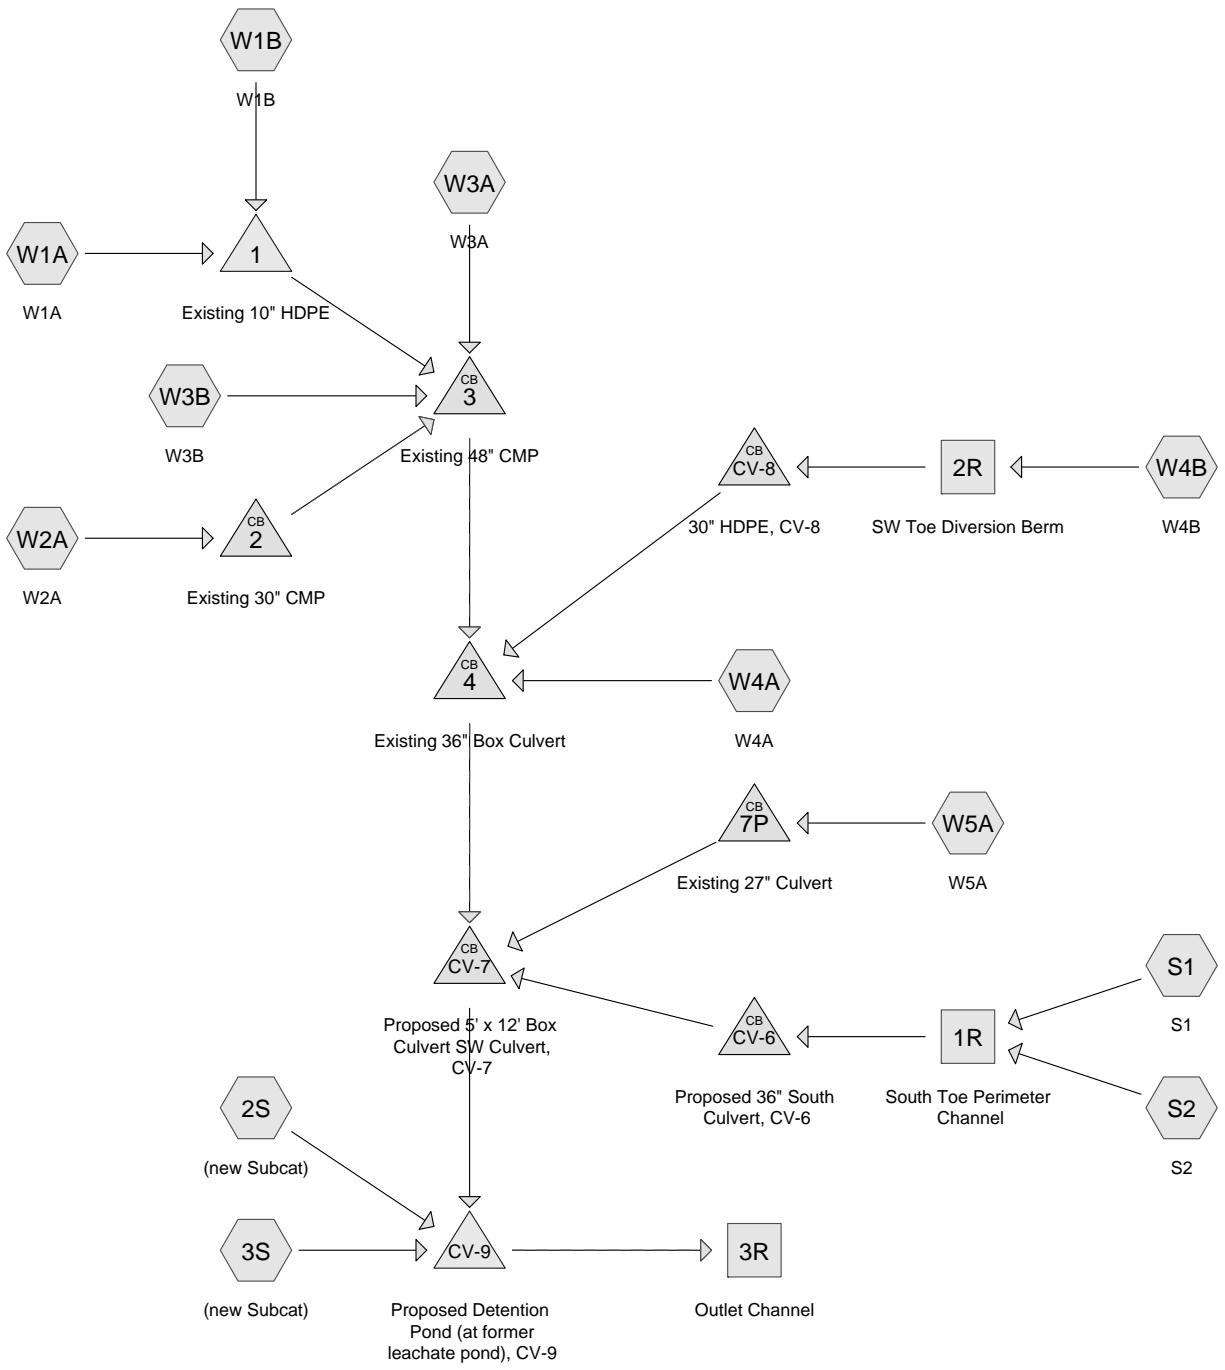 W1B
W1B
W3A
W3A
W1A
W1A
1
Existing 10" HDPE
CB
3
Existing 48" CMP
W3B
W3B
W2A
W2A
CB
2
Existing 30" CMP
CB
CV-8
30" HDPE, CV-8
2R
SW Toe Diversion Berm
W4B
W4B
CB
4
Existing 36" Box Culvert
W4A
W4A
CB
7P
Existing 27" Culvert
W5A
W5A
CB
CV-7
Proposed 5' x 12' Box
Culvert SW Culvert,
CV-7
CB
CV-6
Proposed 36" South
Culvert, CV-6
1R
South Toe Perimeter
Channel
S1
S1
S2
S2
2S
(new Subcat)
3S
(new Subcat)
CV-9
Proposed Detention
Pond (at former
leachate pond), CV-9
3R
Outlet Channel